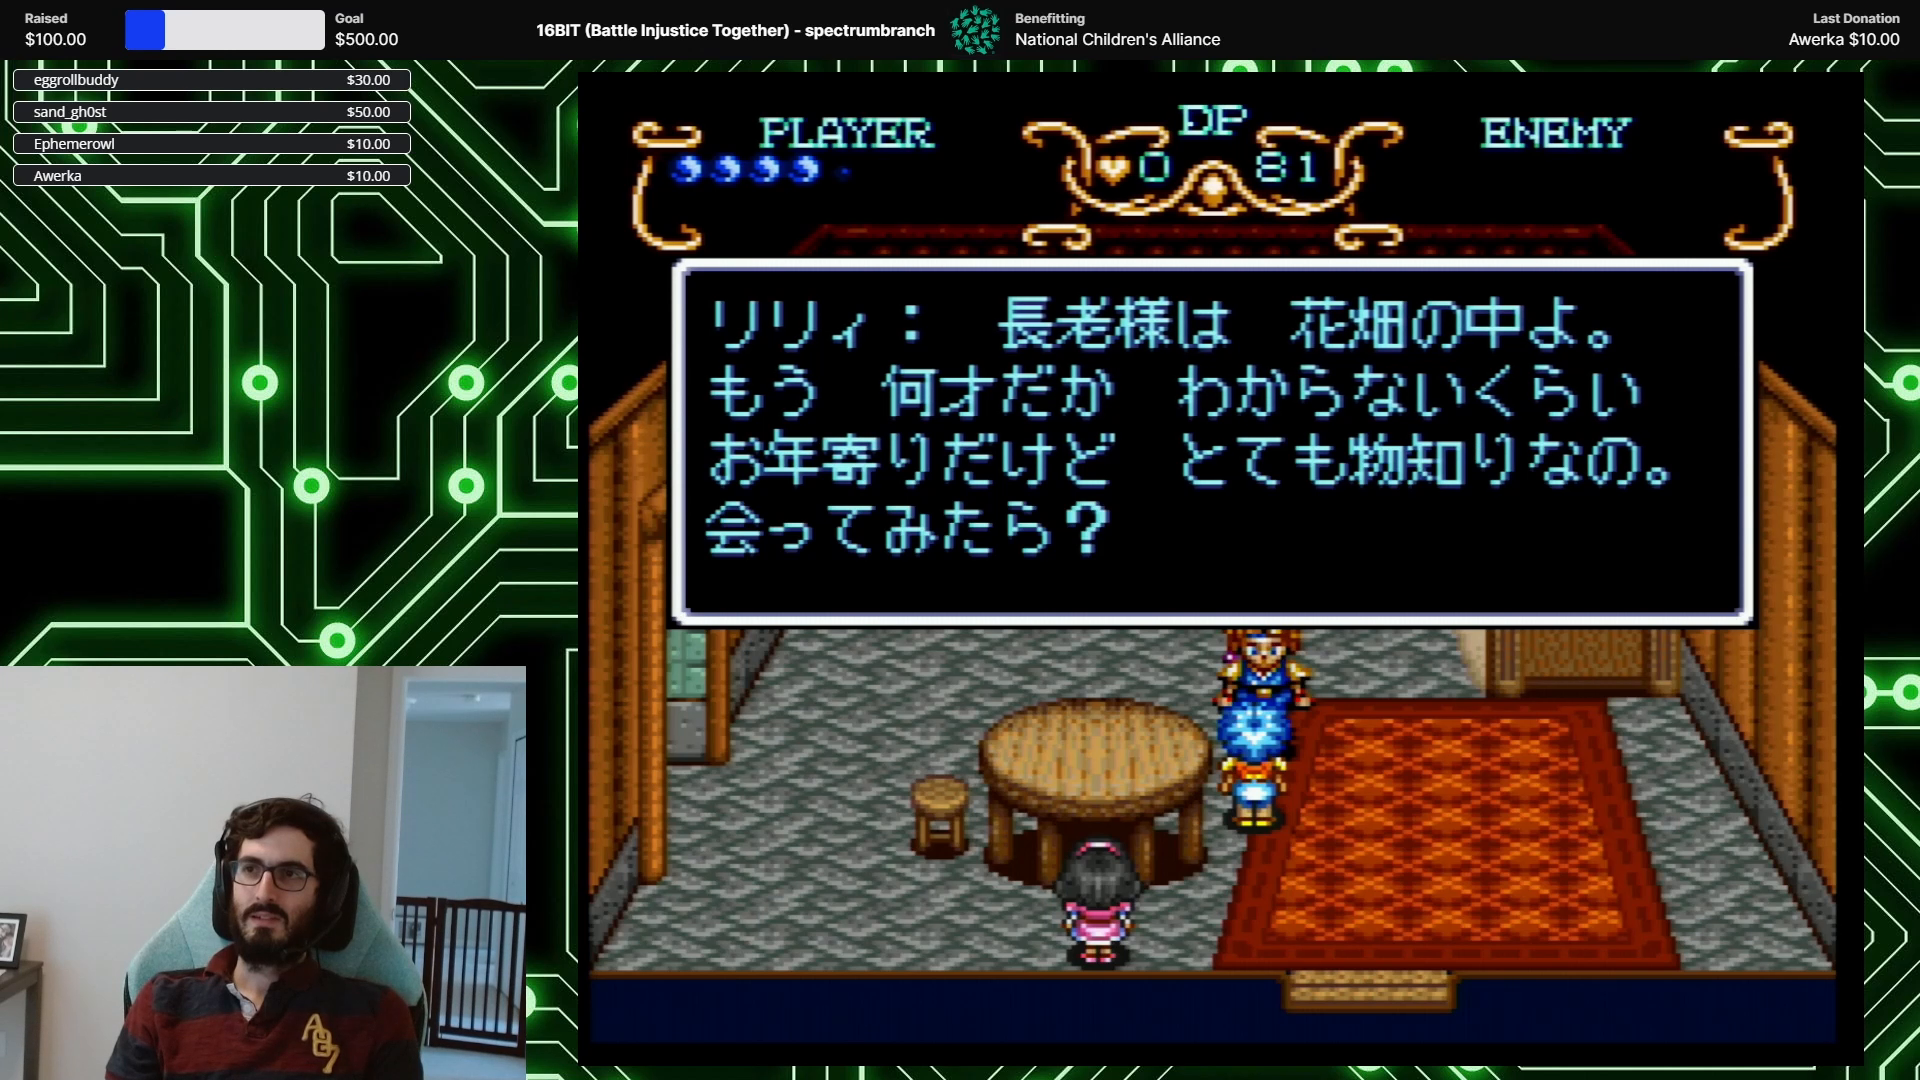 Raised
$100.00
Goal
$500.00
16BIT (Battle Injustice Together) - spectrumbranch
Benefitting
National Children's Alliance
Last Donation
Awerka $10.00
eggrollbuddy $30.00
sand_gh0st $50.00
Ephemerowl $10.00
Awerka $10.00
PLAYER
DP
ENEMY
0 81
リリィ： 長老様は 花畑の中よ。
もう 何才だか わからないくらい
お年寄りだけど とても物知りなの。
会ってみたら？